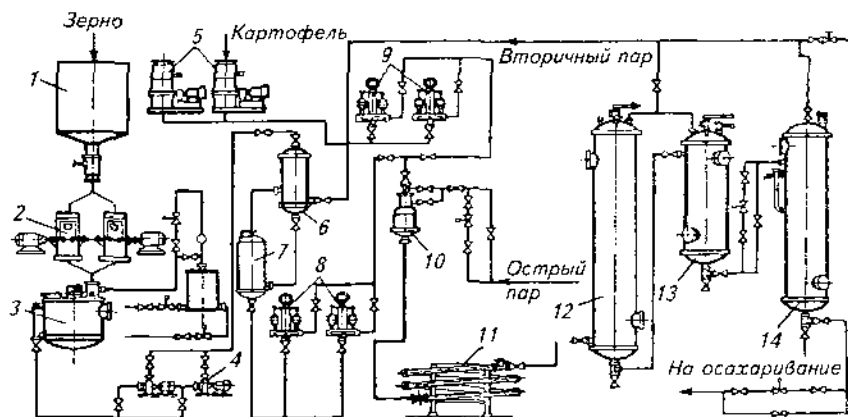 Зерно
5
Картофель
9
Вторичный пар
1
2
6
7
3
8
10
Острый
пар
12
13
14
11
4
На осахаривание